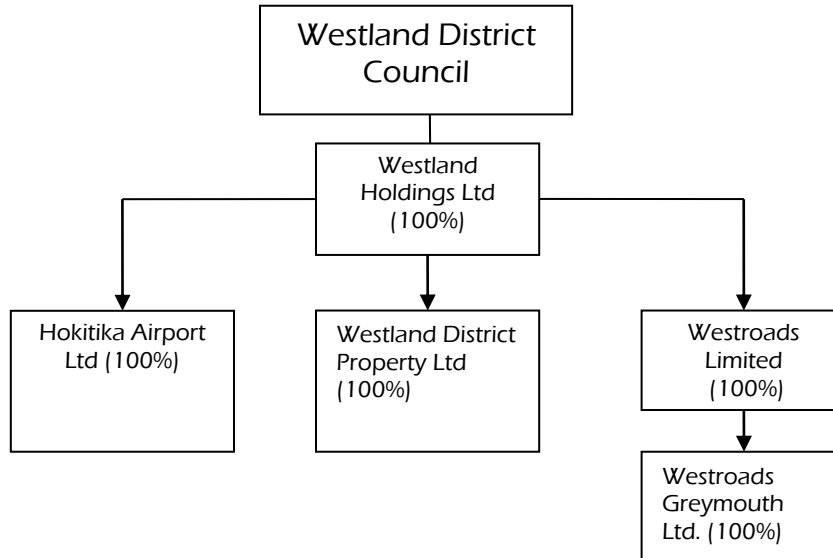 Westland District
Council
Westland
Holdings Ltd
(100%)
Hokitika Airport
Ltd (100%)
Westland District
Property Ltd
(100%)
Westroads
Limited
(100%)
Westroads
Greymouth
Ltd. (100%)